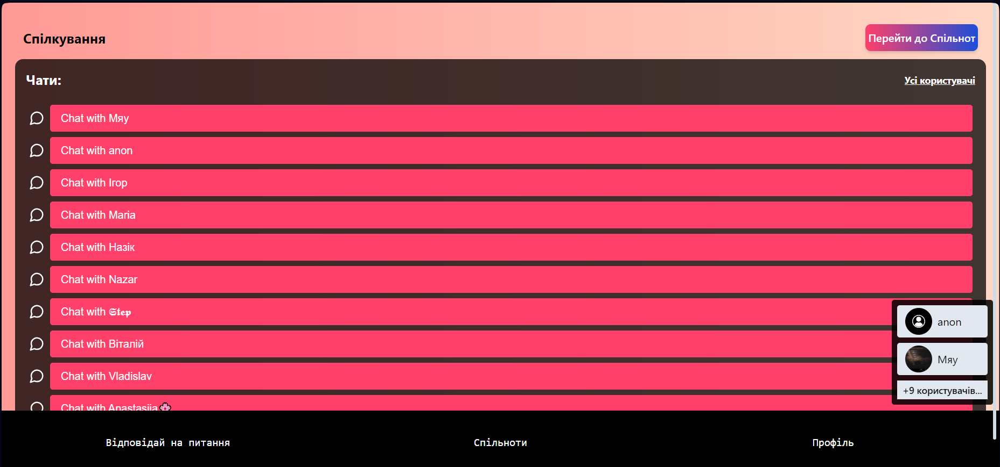 Спілкування
Перейти до Спільнот
Чати:
Усі користувачі
Chat with Мяу
Chat with anon
Chat with Ігор
Chat with Maria
Chat with Назік
Chat with Nazar
Chat with 𝕾𝖙𝖊𝖕
Chat with Віталій
Chat with Vladislav
Chat with Anastasiia🌸
anon
Мяу
+9 користувачів...
Відповідай на питання
Спільноти
Профіль